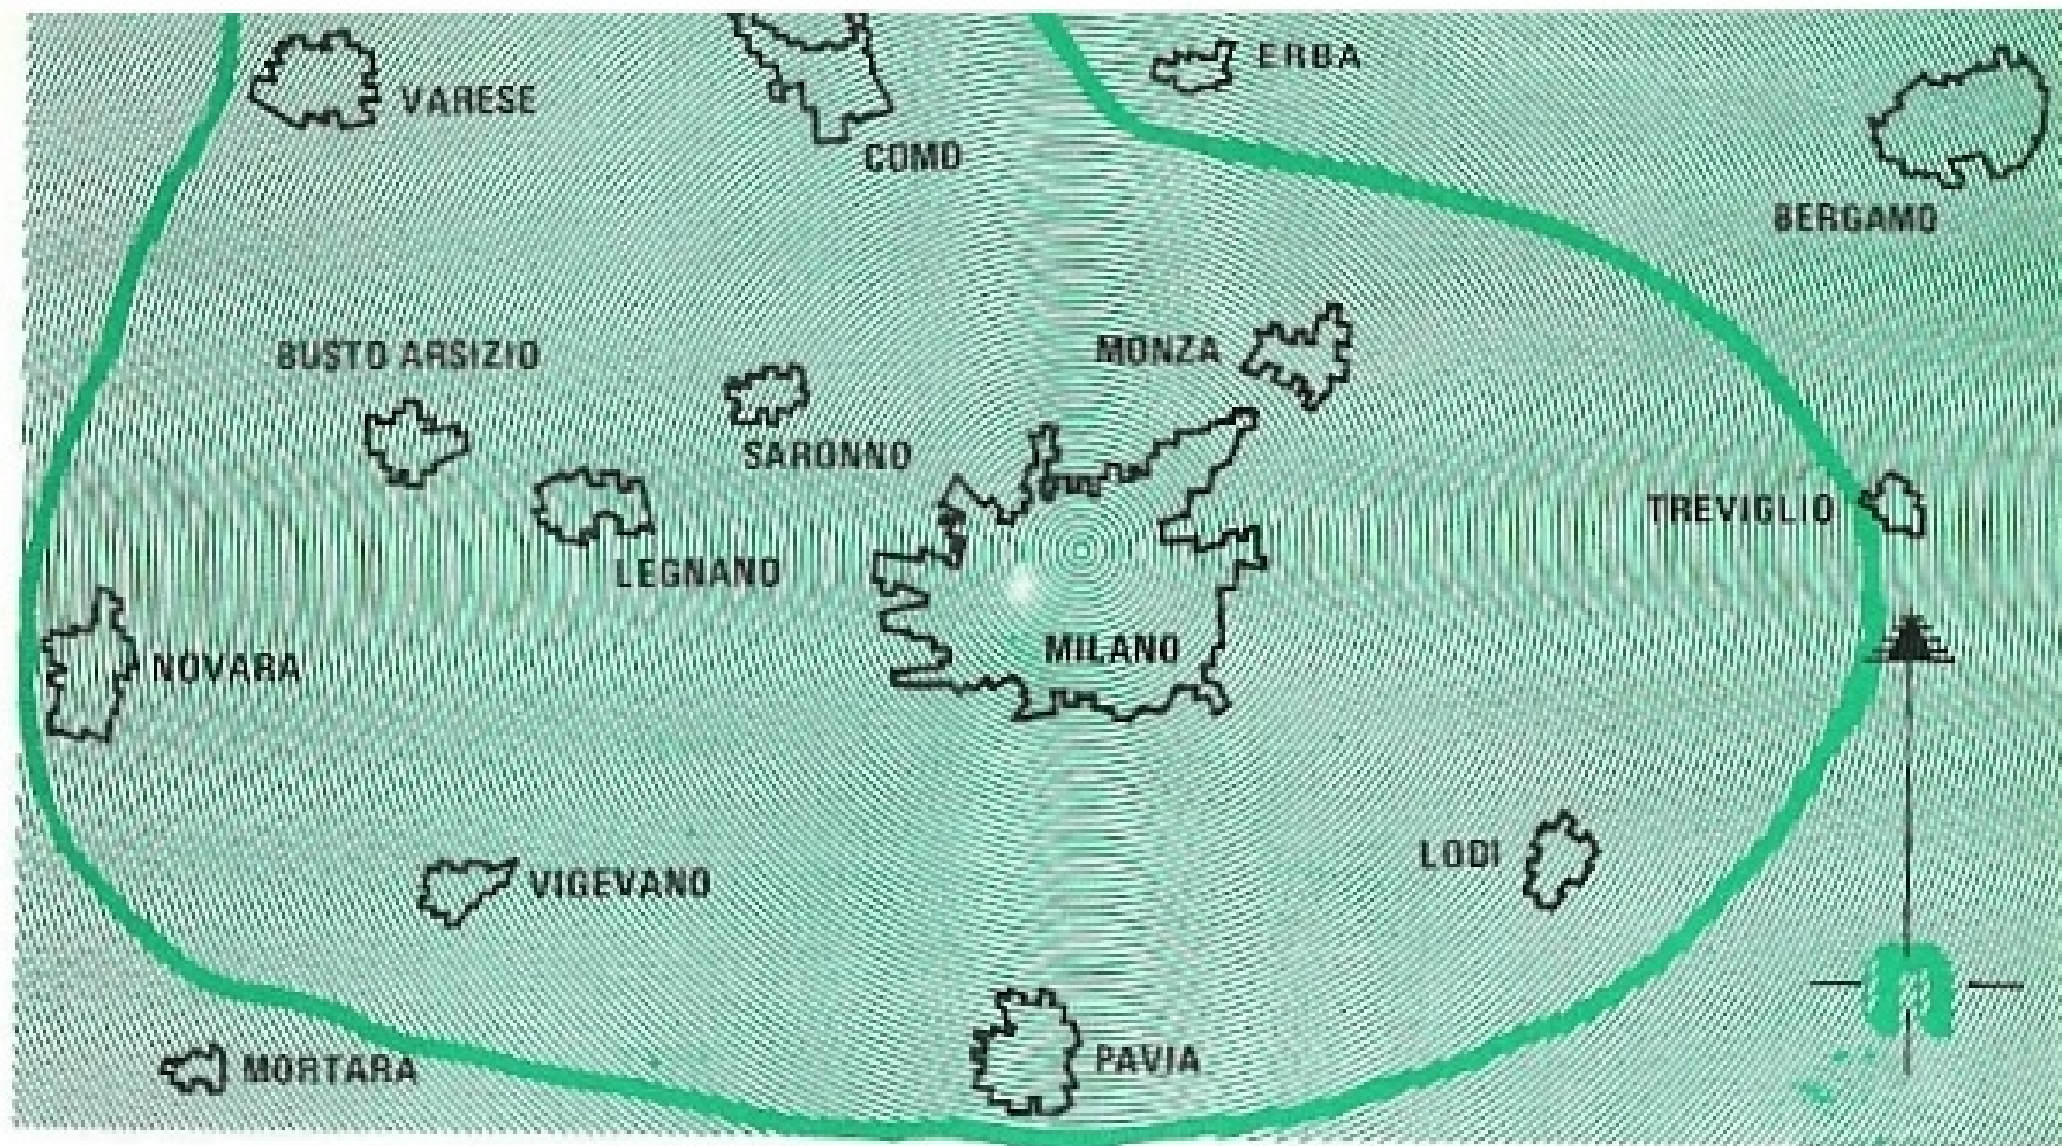 ERBA
VARESE
COMO
BERGAMO
BUSTO ARSIZIO
MONZA
SARONNO
TREVIGLIO
LEGNANO
MILANO
NOVARA
LODI
VIGEVANO
n
PAVIA
MORTARA